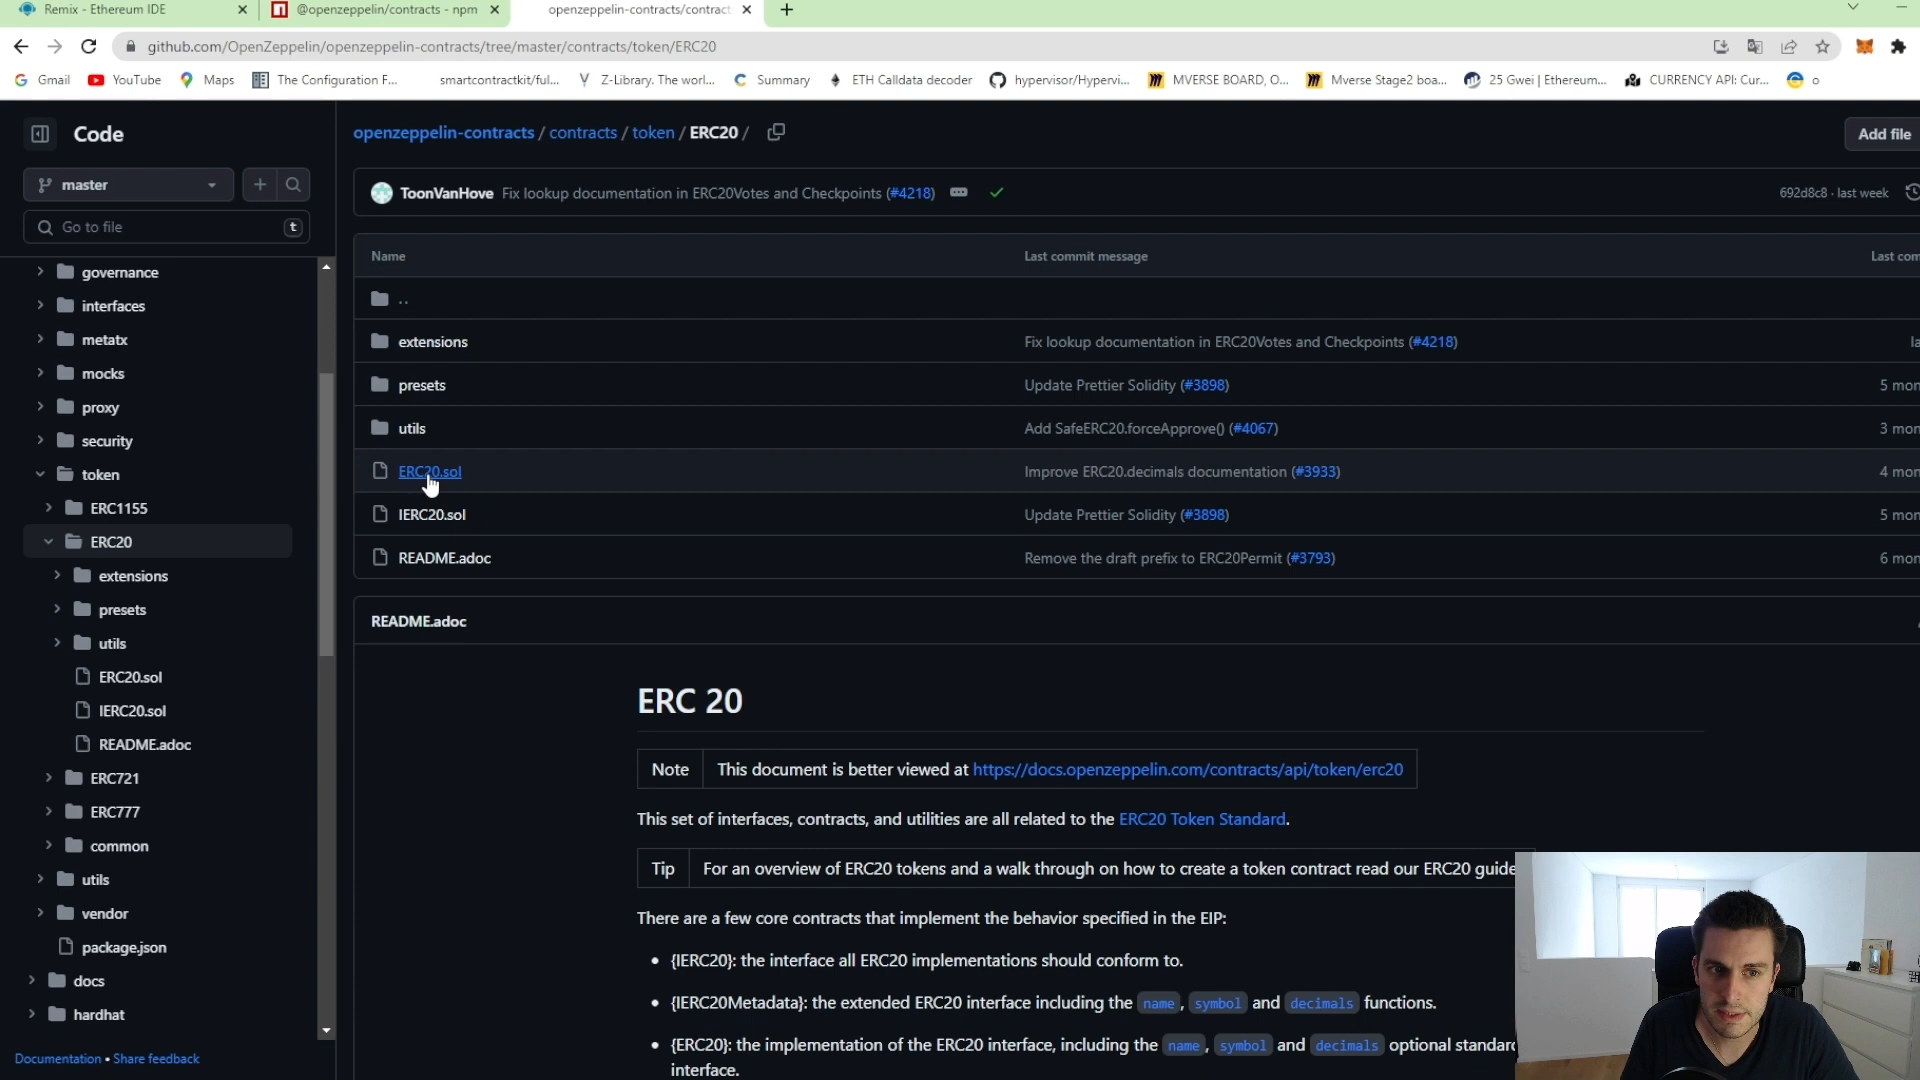 Remix - Ethereum IDE
@openzeppelin/contracts - npm
openzeppelin-contracts/contract
github.com/OpenZeppelin/openzeppelin-contracts/tree/master/contracts/token/ERC20
Gmail
YouTube
Maps
The Configuration F...
smartcontractkit/ful...
Z-Library. The worl...
Summary
ETH Calldata decoder
hypervisor/Hypervi...
MVERSE BOARD, O...
Mverse Stage2 boa...
25 Gwei | Ethereum...
CURRENCY API: Cur...
o
Code
openzeppelin-contracts / contracts / token / ERC20 /
Add file
master
ToonVanHove Fix lookup documentation in ERC20Votes and Checkpoints (#4218)
692d8c8 · last week
Go to file
t
Name
Last commit message
Last com
..
extensions
Fix lookup documentation in ERC20Votes and Checkpoints (#4218)
la
presets
Update Prettier Solidity (#3898)
5 mon
utils
Add SafeERC20.forceApprove() (#4067)
3 mon
ERC20.sol
Improve ERC20.decimals documentation (#3933)
4 mon
IERC20.sol
Update Prettier Solidity (#3898)
5 mon
README.adoc
Remove the draft prefix to ERC20Permit (#3793)
6 mon
governance
interfaces
metatx
mocks
proxy
security
token
ERC1155
ERC20
extensions
presets
utils
ERC20.sol
IERC20.sol
README.adoc
ERC721
ERC777
common
utils
vendor
package.json
docs
hardhat
Documentation • Share feedback
README.adoc
ERC 20
Note
This document is better viewed at https://docs.openzeppelin.com/contracts/api/token/erc20
This set of interfaces, contracts, and utilities are all related to the ERC20 Token Standard.
Tip
For an overview of ERC20 tokens and a walk through on how to create a token contract read our ERC20 guide
There are a few core contracts that implement the behavior specified in the EIP:
• {IERC20}: the interface all ERC20 implementations should conform to.
• {IERC20Metadata}: the extended ERC20 interface including the name, symbol and decimals functions.
• {ERC20}: the implementation of the ERC20 interface, including the name, symbol and decimals optional standard
interface.